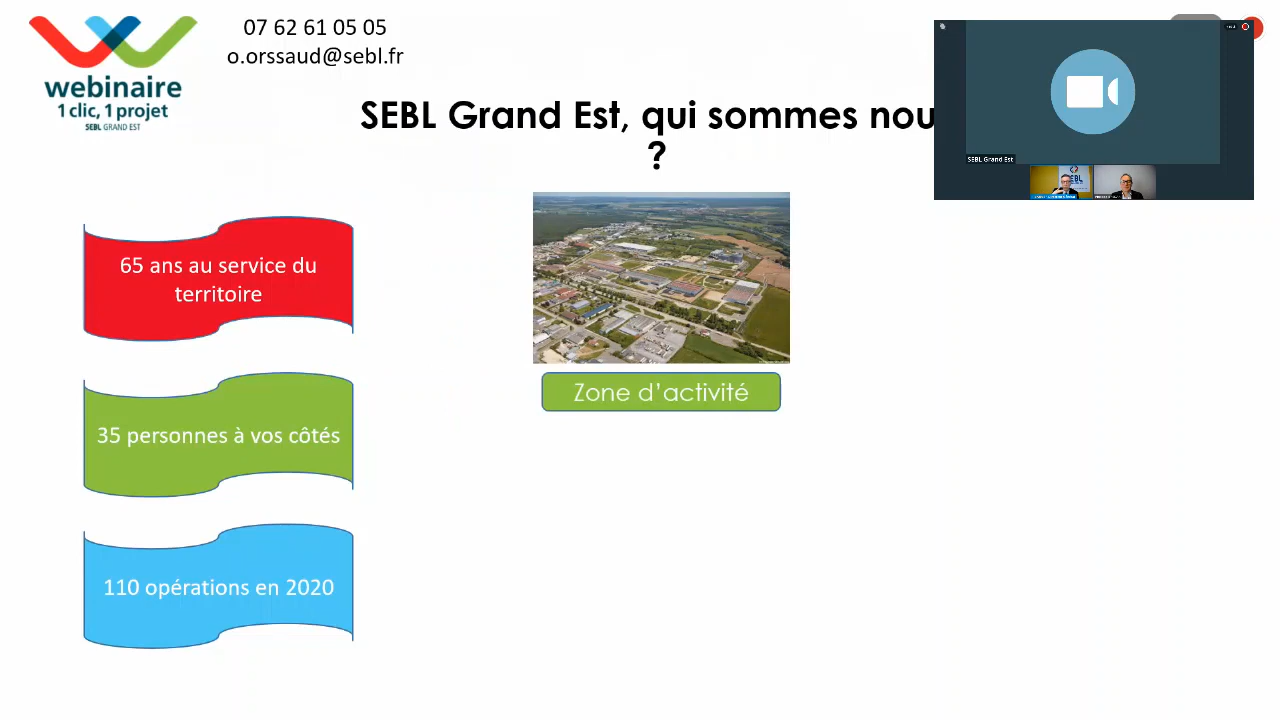 07 62 61 05 05
o.orssaud@sebl.fr
webinaire
1 clic, 1 projet
SEBL GRAND EST
SEBL Grand Est, qui sommes nou
?
SEBL Grand Est
SEBL
65 ans au service du
territoire
Zone d'activité
35 personnes à vos côtés
110 opérations en 2020